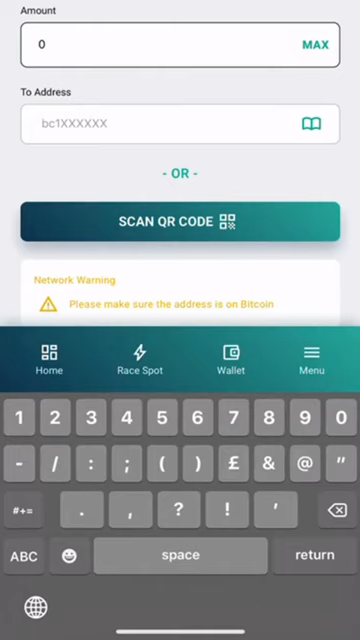 Amount
0 MAX
To Address
bc1XXXXXX
- OR -
SCAN QR CODE
Network Warning
Please make sure the address is on Bitcoin
Home Race Spot Wallet Menu
1 2 3 4 5 6 7 8 9 0
- / : ; ( ) £ & @ "
#+= . , ? ! '
ABC space return